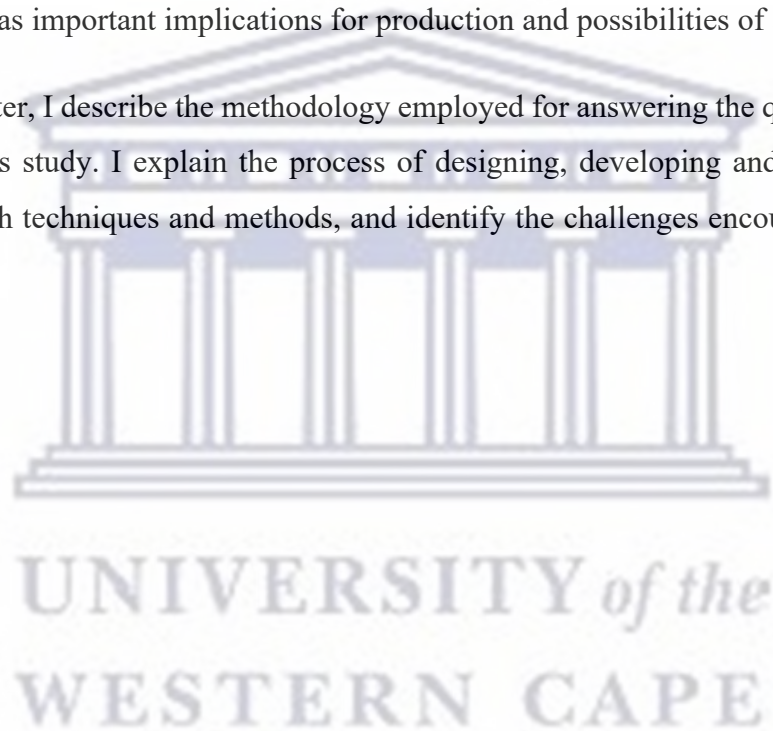 as important implications for production and possibilities of
ter, I describe the methodology employed for answering the q
s study. I explain the process of designing, developing and
h techniques and methods, and identify the challenges encou
UNIVERSITY of the
WESTERN CAPE